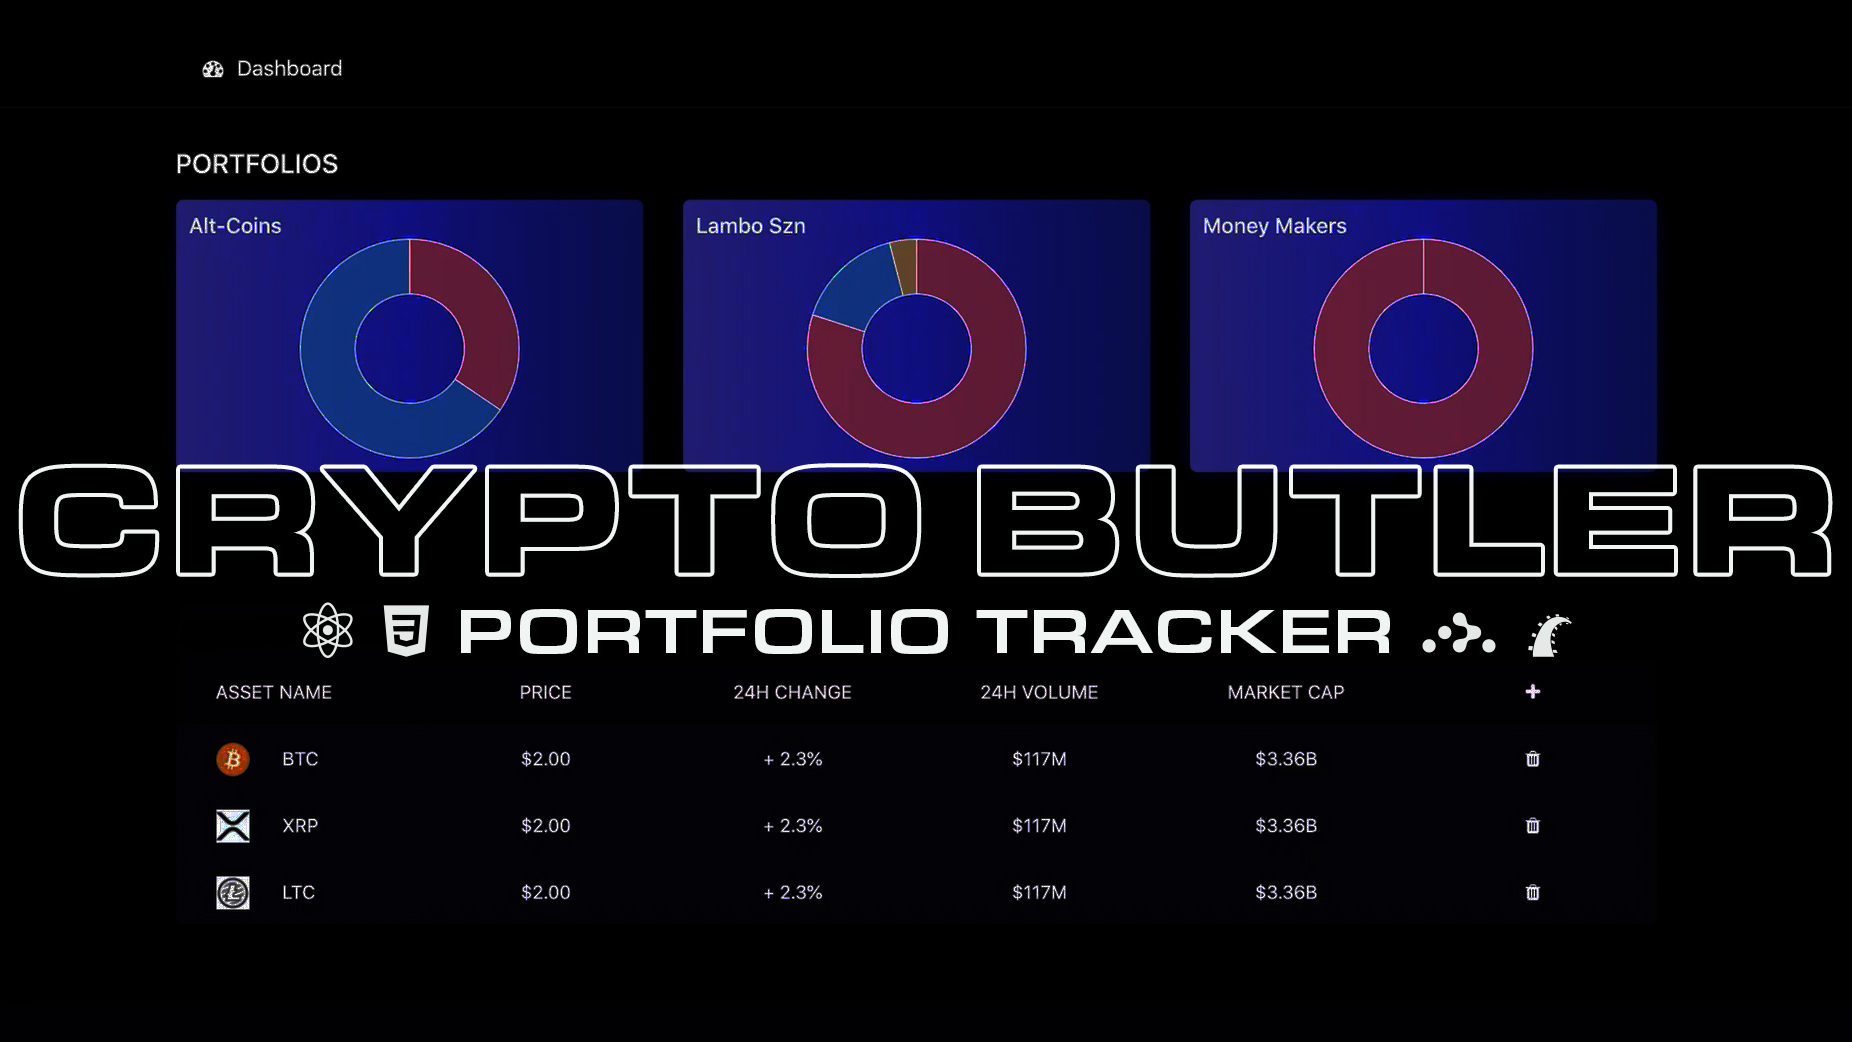 Dashboard
PORTFOLIOS
Alt-Coins
Lambo Szn
Money Makers
CRYPTO BUTLER
PORTFOLIO TRACKER
ASSET NAME PRICE 24H CHANGE 24H VOLUME MARKET CAP +
BTC $2.00 + 2.3% $117M $3.36B
XRP $2.00 + 2.3% $117M $3.36B
LTC $2.00 + 2.3% $117M $3.36B